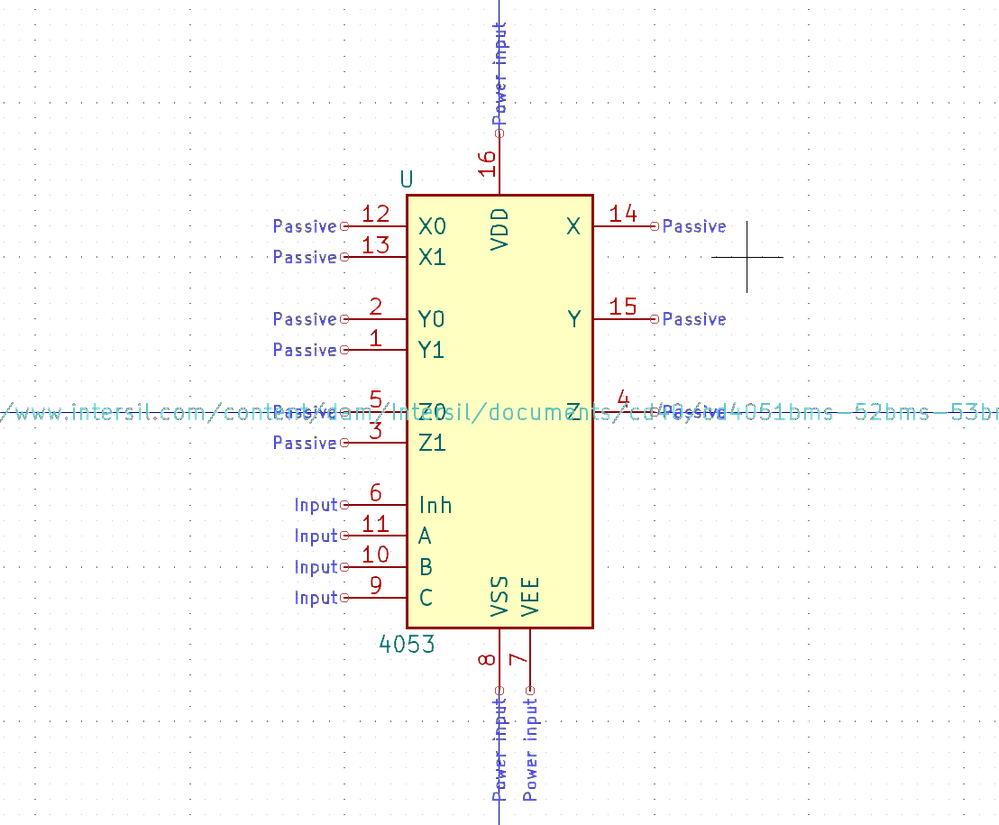 Power input
16
U
VDD
Passive 12 X0 X 14 Passive
Passive 13 X1
Passive 2 Y0 Y 15 Passive
Passive 1 Y1
Passive 5 Z0 Z 4 Passive
/www.intersil.com/content/dam/Intersil/documents/cd40/cd4051bms-52bms-53bm
Passive 3 Z1
Input 6 Inh
Input 11 A
Input 10 B
Input 9 C
VSS VEE
4053
8 7
Power input Power input